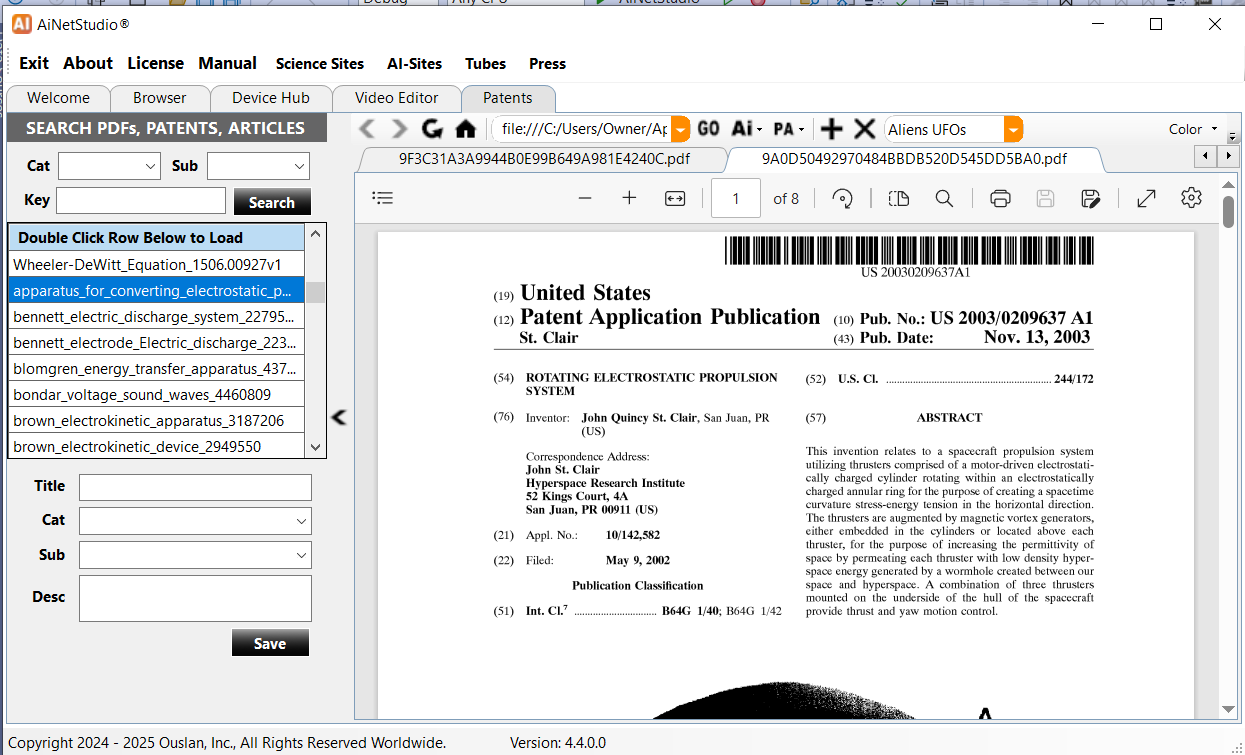 Debug
AiNetStudio
AI AiNetStudio®
Exit About License Manual Science Sites AI-Sites Tubes Press
Welcome Browser Device Hub Video Editor Patents
SEARCH PDFs, PATENTS, ARTICLES
Cat Sub
Key Search
Double Click Row Below to Load
Wheeler-DeWitt_Equation_1506.00927v1
apparatus_for_converting_electrostatic_p...
bennett_electric_discharge_system_22795...
bennett_electrode_Electric_discharge_223...
blomgren_energy_transfer_apparatus_437...
bondar_voltage_sound_waves_4460809
brown_electrokinetic_apparatus_3187206
brown_electrokinetic_device_2949550
Title
Cat
Sub
Desc
Save
file:///C:/Users/Owner/Ap GO Ai PA Aliens UFOs Color
9F3C31A3A9944B0E99B649A981E4240C.pdf 9A0D50492970484BBDB520D545DD5BA0.pdf
1 of 8
US 20030209637A1
(19) United States
(12) Patent Application Publication (10) Pub. No.: US 2003/0209637 A1
St. Clair (43) Pub. Date: Nov. 13, 2003
(54) ROTATING ELECTROSTATIC PROPULSION
SYSTEM
(76) Inventor: John Quincy St. Clair, San Juan, PR
(US)
Correspondence Address:
John St. Clair
Hyperspace Research Institute
52 Kings Court, 4A
San Juan, PR 00911 (US)
(21) Appl. No.: 10/142,582
(22) Filed: May 9, 2002
Publication Classification
(51) Int. Cl.7 .............................. B64G 1/40; B64G 1/42
(52) U.S. Cl. .............................................................. 244/172
(57) ABSTRACT
This invention relates to a spacecraft propulsion system
utilizing thrusters comprised of a motor-driven electrostati-
cally charged cylinder rotating within an electrostatically
charged annular ring for the purpose of creating a spacetime
curvature stress-energy tension in the horizontal direction.
The thrusters are augmented by magnetic vortex generators,
either embedded in the cylinders or located above each
thruster, for the purpose of increasing the permittivity of
space by permeating each thruster with low density hyper-
space energy generated by a wormhole created between our
space and hyperspace. A combination of three thrusters
mounted on the underside of the hull of the spacecraft
provide thrust and yaw motion control.
Copyright 2024 - 2025 Ouslan, Inc., All Rights Reserved Worldwide. Version: 4.4.0.0